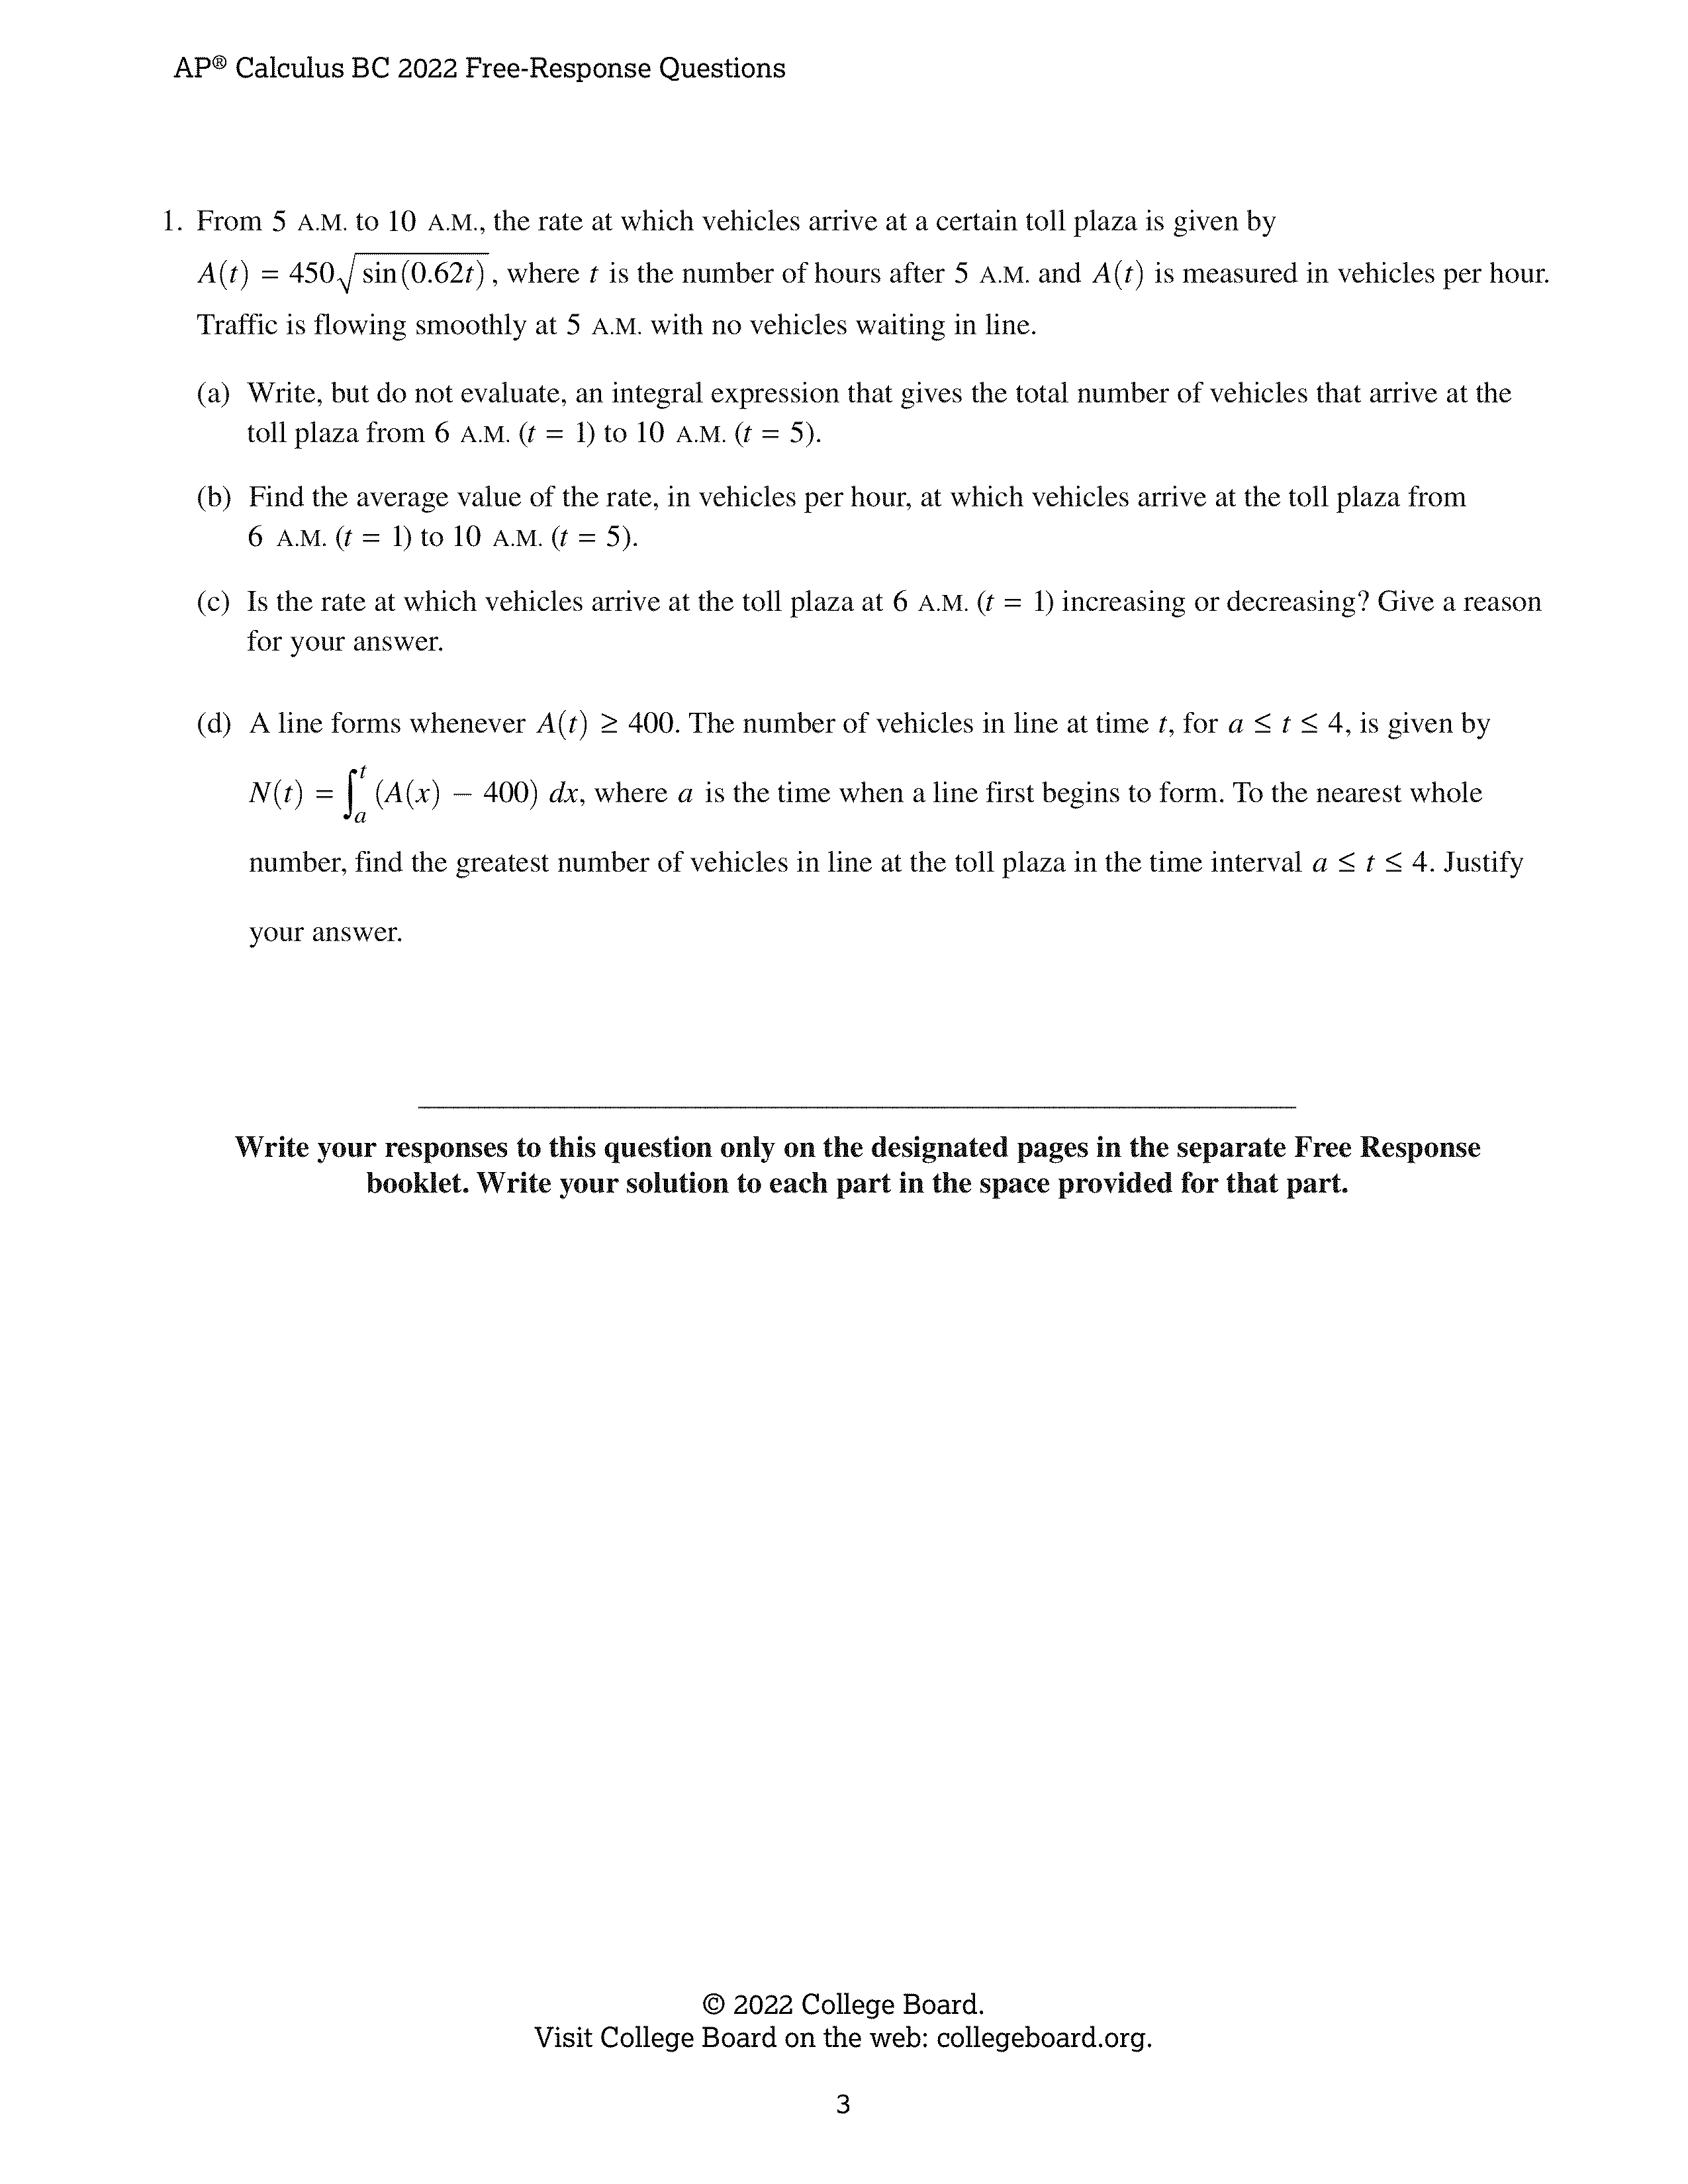 AP® Calculus BC 2022 Free-Response Questions
1. From 5 A.M. to 10 A.M., the rate at which vehicles arrive at a certain toll plaza is given by
A(t) = 450√sin(0.62t), where t is the number of hours after 5 A.M. and A(t) is measured in vehicles per hour.
Traffic is flowing smoothly at 5 A.M. with no vehicles waiting in line.
(a) Write, but do not evaluate, an integral expression that gives the total number of vehicles that arrive at the
toll plaza from 6 A.M. (t = 1) to 10 A.M. (t = 5).
(b) Find the average value of the rate, in vehicles per hour, at which vehicles arrive at the toll plaza from
6 A.M. (t = 1) to 10 A.M. (t = 5).
(c) Is the rate at which vehicles arrive at the toll plaza at 6 A.M. (t = 1) increasing or decreasing? Give a reason
for your answer.
(d) A line forms whenever A(t) ≥ 400. The number of vehicles in line at time t, for a ≤ t ≤ 4, is given by
N(t) = ∫ₐᵗ (A(x) − 400) dx, where a is the time when a line first begins to form. To the nearest whole
number, find the greatest number of vehicles in line at the toll plaza in the time interval a ≤ t ≤ 4. Justify
your answer.
Write your responses to this question only on the designated pages in the separate Free Response
booklet. Write your solution to each part in the space provided for that part.
© 2022 College Board.
Visit College Board on the web: collegeboard.org.
3